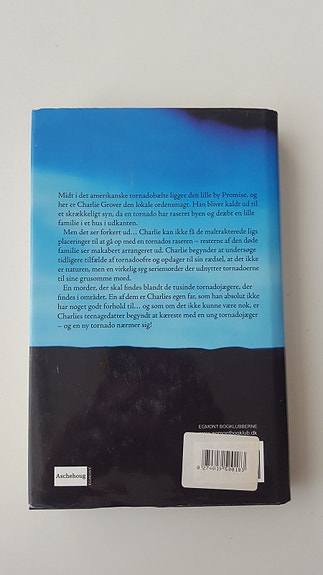 Midt i det amerikanske tornadobælte ligger den lille by Promise, og
her er Charlie Grover den lokale ordensmagt. Han bliver kaldt ud til
et skrækkeligt syn, da en tornado har raseret byen og dræbt en lille
familie i et hus i udkanten.
Men det ser forkert ud... Charlie kan ikke få de maltrakterede ligs
placeringer til at gå op med en tornados raseren – resterne af den døde
familie ser makabert arrangeret ud. Charlie begynder at undersøge
tidligere tilfælde af tornadoofre og opdager til sin rædsel, at det ikke
er naturen, men en virkelig syg seriemorder der udnytter tornadoerne
til sine grusomme mord.
En morder, der skal findes blandt de tusinde tornadojægere, der
findes i området. En af dem er Charlies egen far, som han absolut ikke
har noget godt forhold til... og som om det ikke kunne være nok, er
Charlies teenagedatter begyndt at kæreste med en ung tornadojæger
– og en ny tornado nærmer sig!
EGMONT BOGKLUBBERNE
Aschehoug